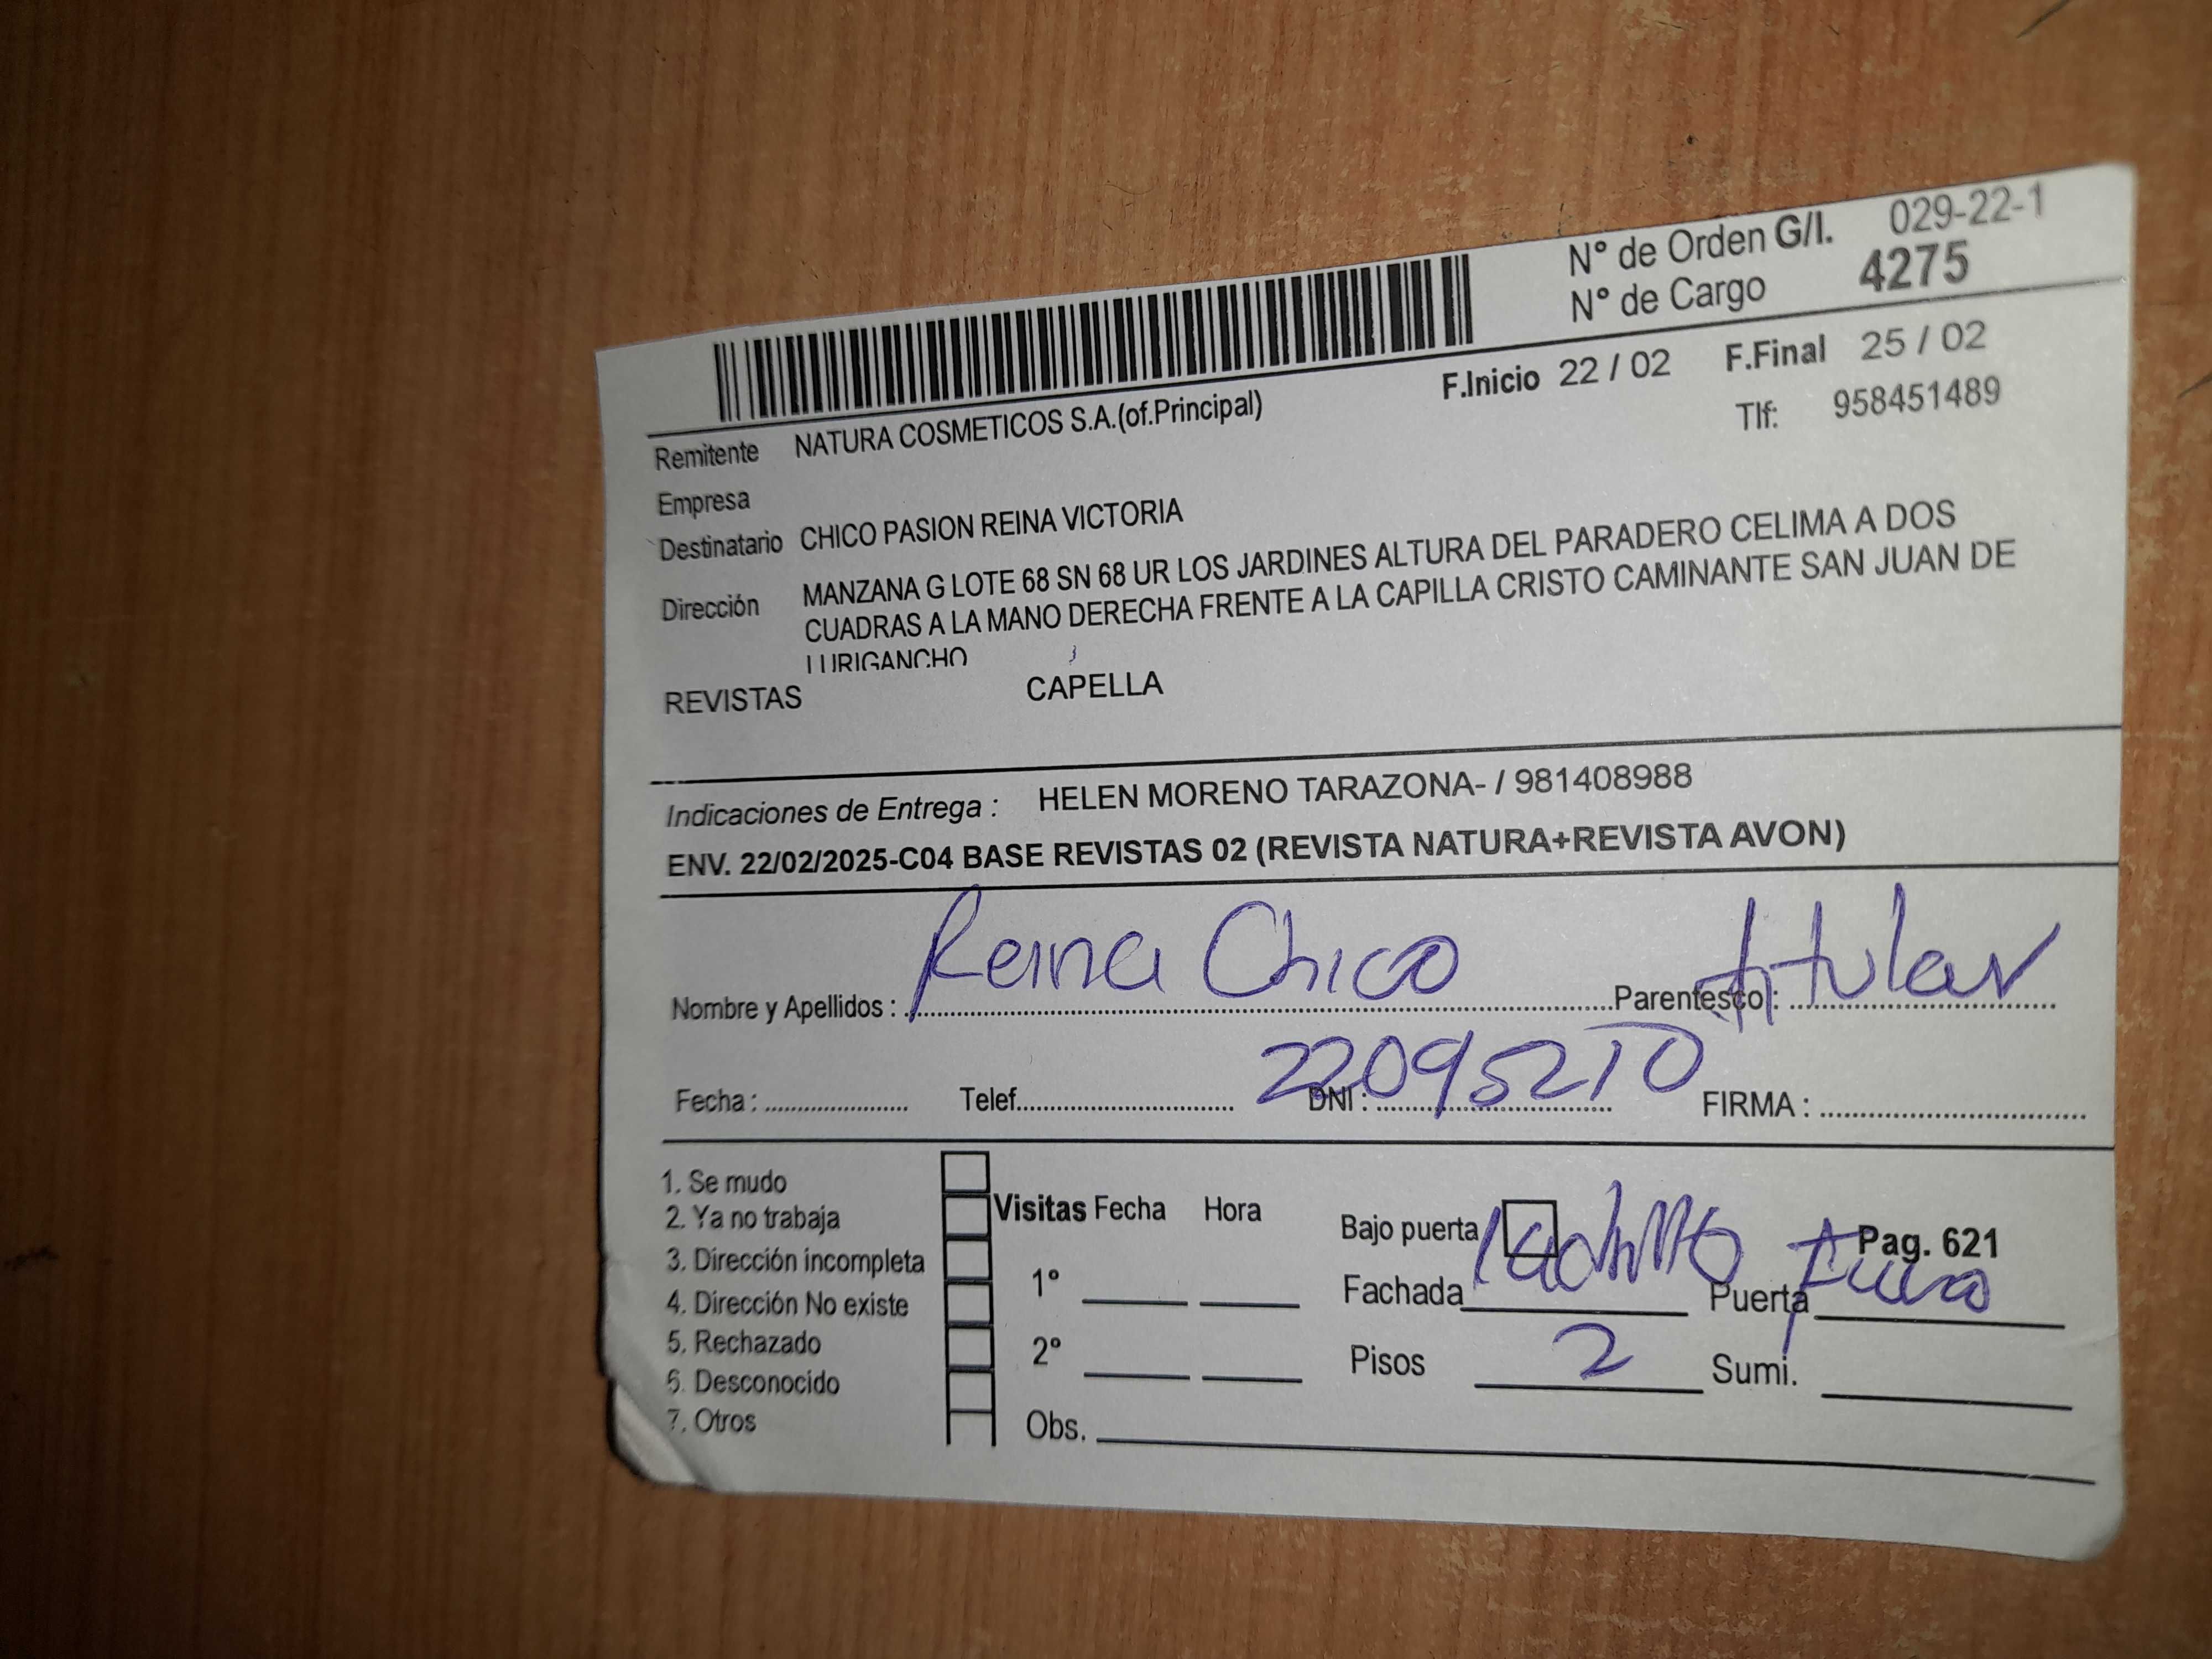 N° de Orden G/I. 029-22-1
N° de Cargo 4275
F.Inicio 22 / 02 F.Final 25 / 02
Remitente NATURA COSMETICOS S.A.(of.Principal) Tlf: 958451489
Empresa
Destinatario CHICO PASION REINA VICTORIA
Dirección MANZANA G LOTE 68 SN 68 UR LOS JARDINES ALTURA DEL PARADERO CELIMA A DOS
CUADRAS A LA MANO DERECHA FRENTE A LA CAPILLA CRISTO CAMINANTE SAN JUAN DE
LURIGANCHO
REVISTAS CAPELLA
Indicaciones de Entrega : HELEN MORENO TARAZONA- / 981408988
ENV. 22/02/2025-C04 BASE REVISTAS 02 (REVISTA NATURA+REVISTA AVON)
Nombre y Apellidos : Reina Chico Parentesco : titular
Fecha : Telef. DNI : 22095210 FIRMA :
1. Se mudo
2. Ya no trabaja
3. Dirección incompleta
4. Dirección No existe
5. Rechazado
6. Desconocido
7. Otros
Visitas Fecha Hora
1°
2°
Obs.
Bajo puerta Pag. 621
Fachada ladrillo Puerta
Pisos 2 Sumi.